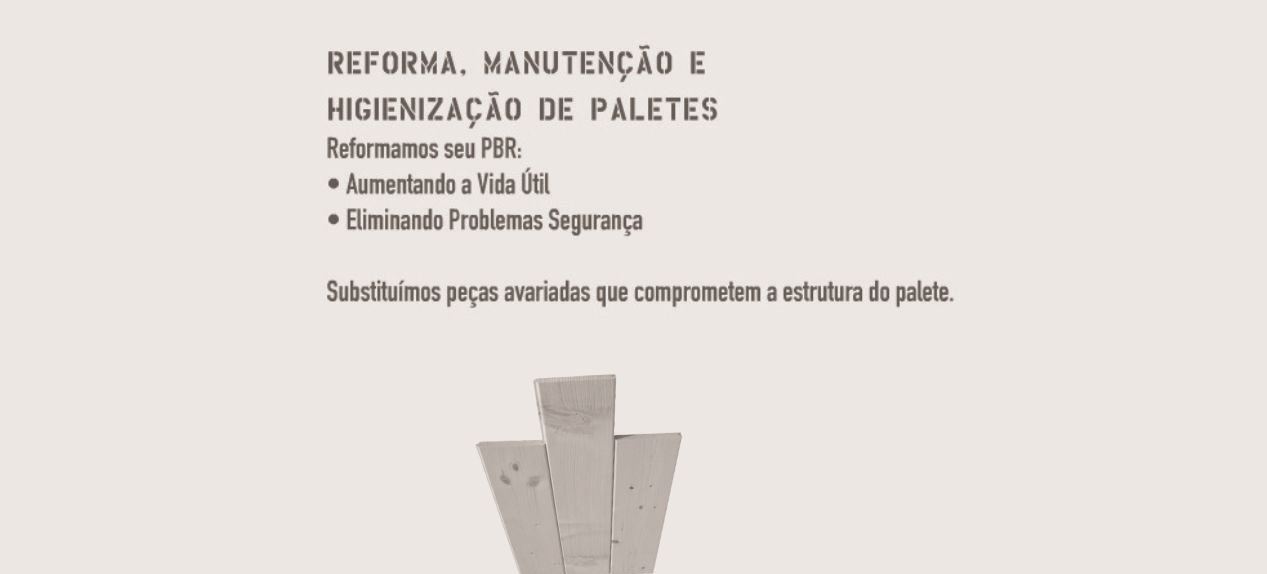 REFORMA, MANUTENÇÃO E
HIGIENIZAÇÃO DE PALETES
Reformamos seu PBR:
• Aumentando a Vida Útil
• Eliminando Problemas Segurança
Substituímos peças avariadas que comprometem a estrutura do palete.